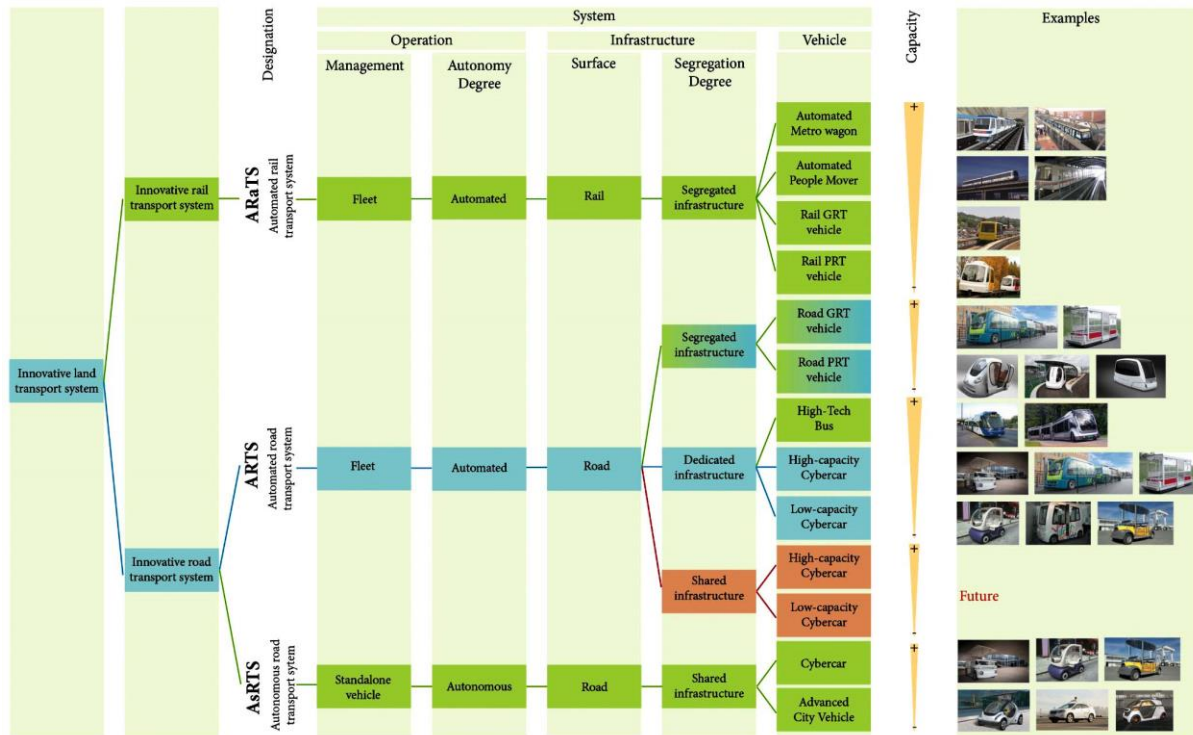 System
Examples
Designation
Operation
Infrastructure
Vehicle
Capacity
Management
Autonomy
Degree
Surface
Segregation
Degree
Automated
Metro wagon
Automated
People Mover
Innovative rail
transport system
ARaTS
Automated rail
transport system
Fleet
Automated
Rail
Segregated
infrastructure
Rail GRT
vehicle
Rail PRT
vehicle
+
-
Road GRT
vehicle
Segregated
infrastructure
Road PRT
vehicle
+
-
Innovative land
transport system
High-Tech
Bus
ARTS
Automated road
transport system
Fleet
Automated
Road
Dedicated
infrastructure
High-capacity
Cybercar
Low-capacity
Cybercar
+
-
Innovative road
transport system
High-capacity
Cybercar
Shared
infrastructure
Low-capacity
Cybercar
+
-
Future
AsRTS
Autonomous road
transport sytem
Standalone
vehicle
Autonomous
Road
Shared
infrastructure
Cybercar
Advanced
City Vehicle
+
-